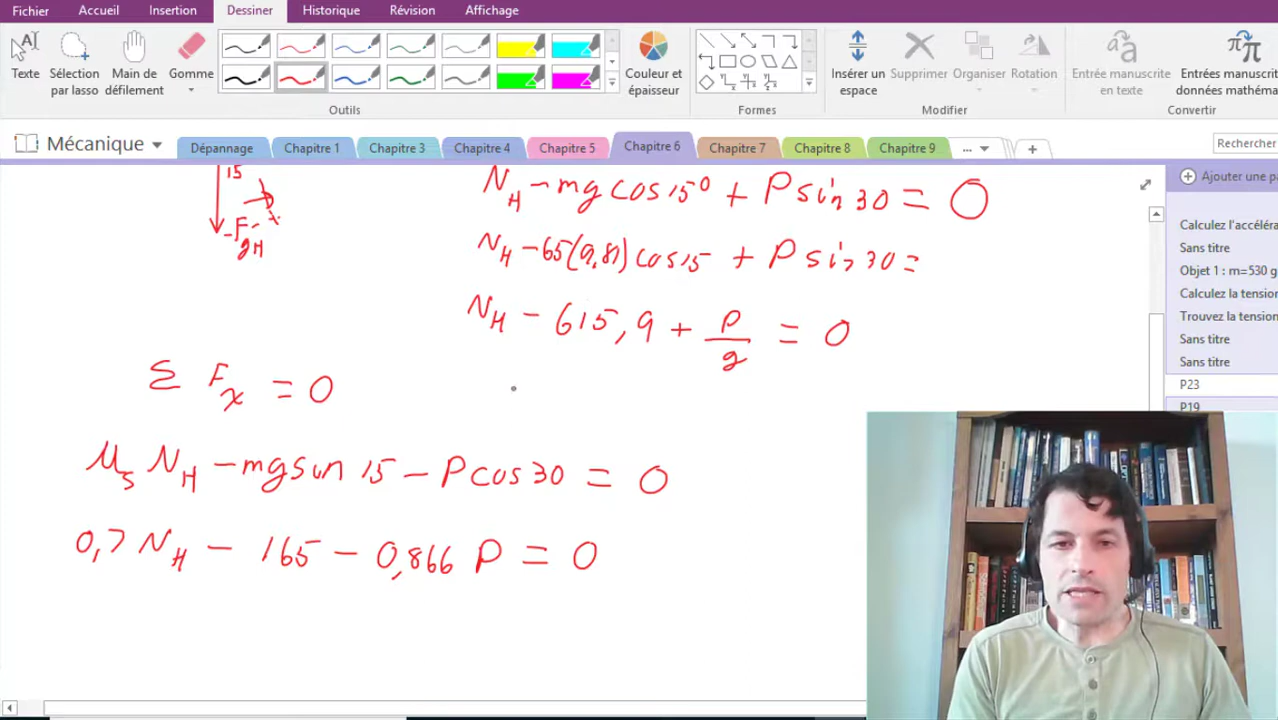 Fichier Accueil Insertion Dessiner Historique Révision Affichage
Texte
Sélection par lasso
Main de défilement
Gomme
Couleur et épaisseur
Insérer un espace
Supprimer
Organiser
Rotation
Entrée manuscrite en texte
Entrées manuscri
données mathéma
Outils Formes Modifier Convertir
Mécanique Dépannage Chapitre 1 Chapitre 3 Chapitre 4 Chapitre 5 Chapitre 6 Chapitre 7 Chapitre 8 Chapitre 9 ...
Rechercher
Ajouter une pa
Calculez l'accéléra
Sans titre
Objet 1 : m=530 g
Calculez la tension
Trouvez la tension
Sans titre
Sans titre
P23
P19
15
-F_gH
N_H - mg cos 15° + P sin 30 = 0
N_H - 65(9,81) cos 15 + P sin 30 =
N_H - 615,9 + P/2 = 0
Σ F_x = 0
μ_s N_H - mg sin 15 - P cos 30 = 0
0,7 N_H - 165 - 0,866 P = 0